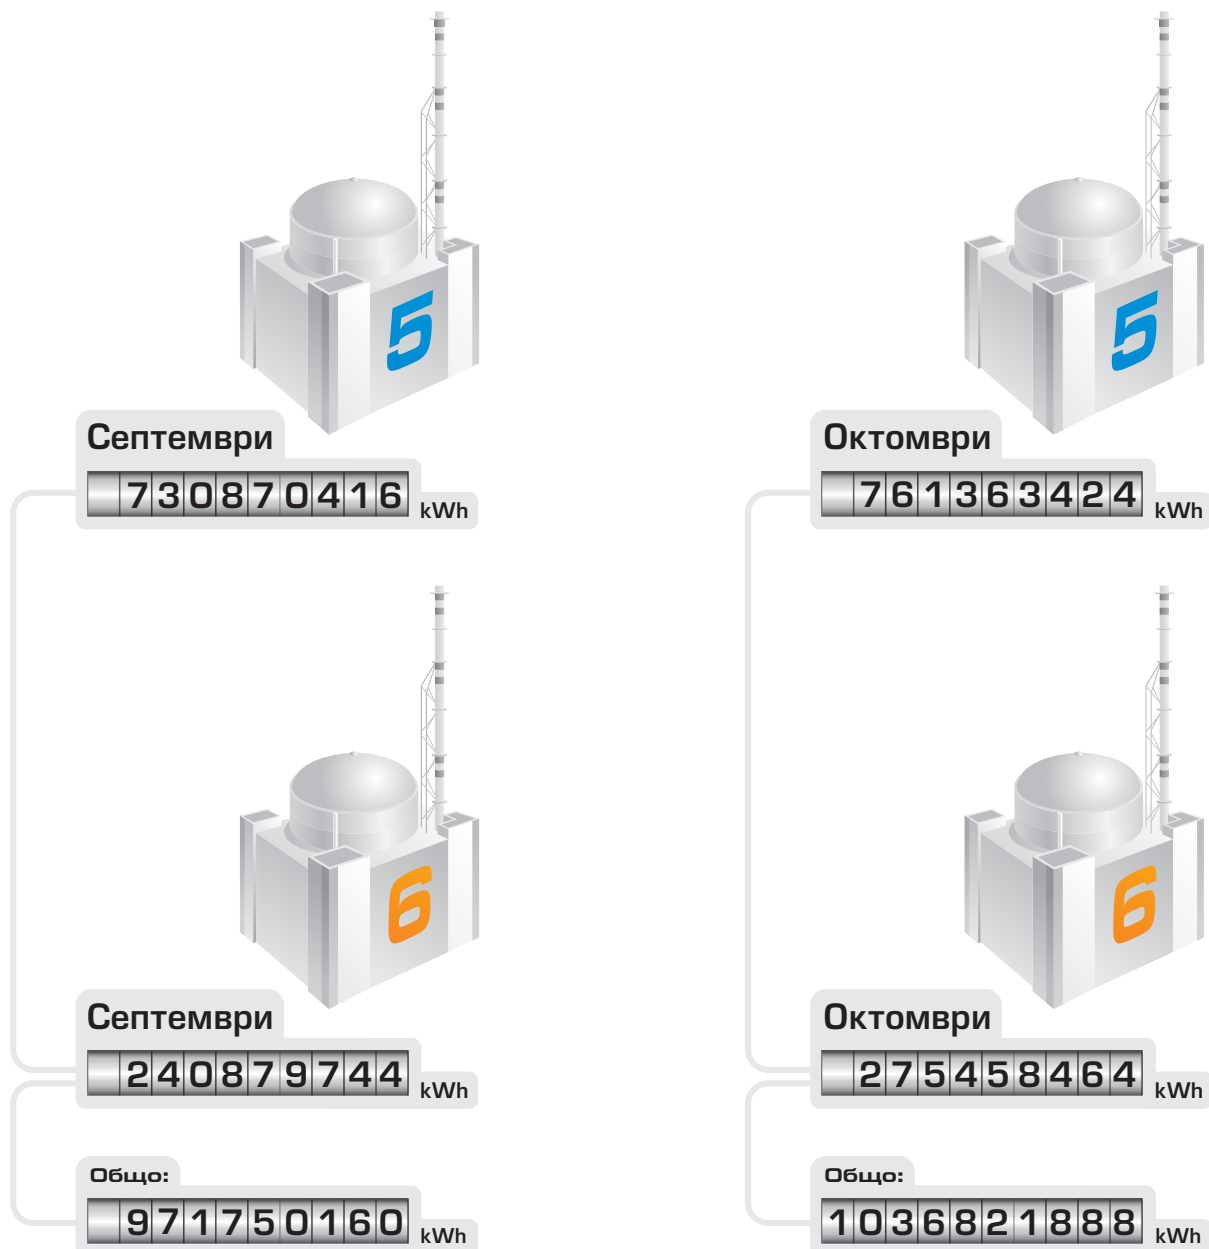 5
Септември
730870416 kWh
6
Септември
240879744 kWh
Общо:
971750160 kWh
5
Октомври
761363424 kWh
6
Октомври
275458464 kWh
Общо:
1036821888 kWh